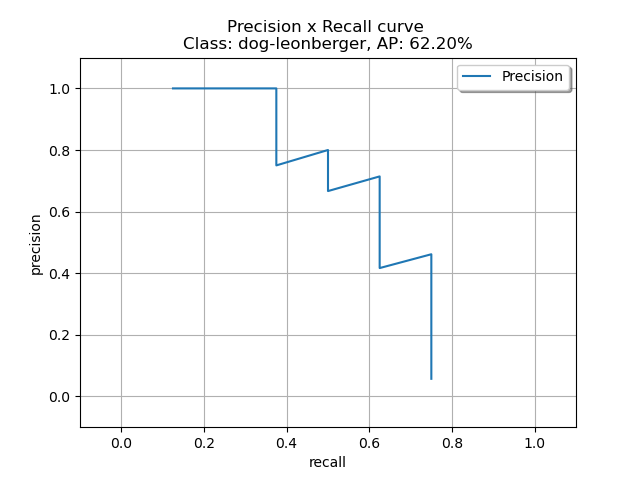 Precision x Recall curve
Class: dog-leonberger, AP: 62.20%
Precision
1.0
0.8
0.6
0.4
0.2
0.0
precision
0.0 0.2 0.4 0.6 0.8 1.0
recall